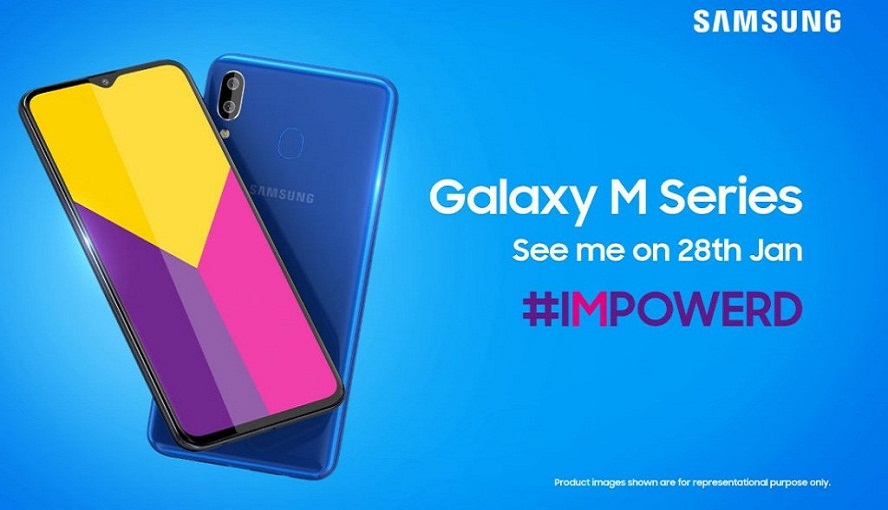 SAMSUNG
SAMSUNG
Galaxy M Series
See me on 28th Jan
#IMPOWERD
Product images shown are for representational purpose only.